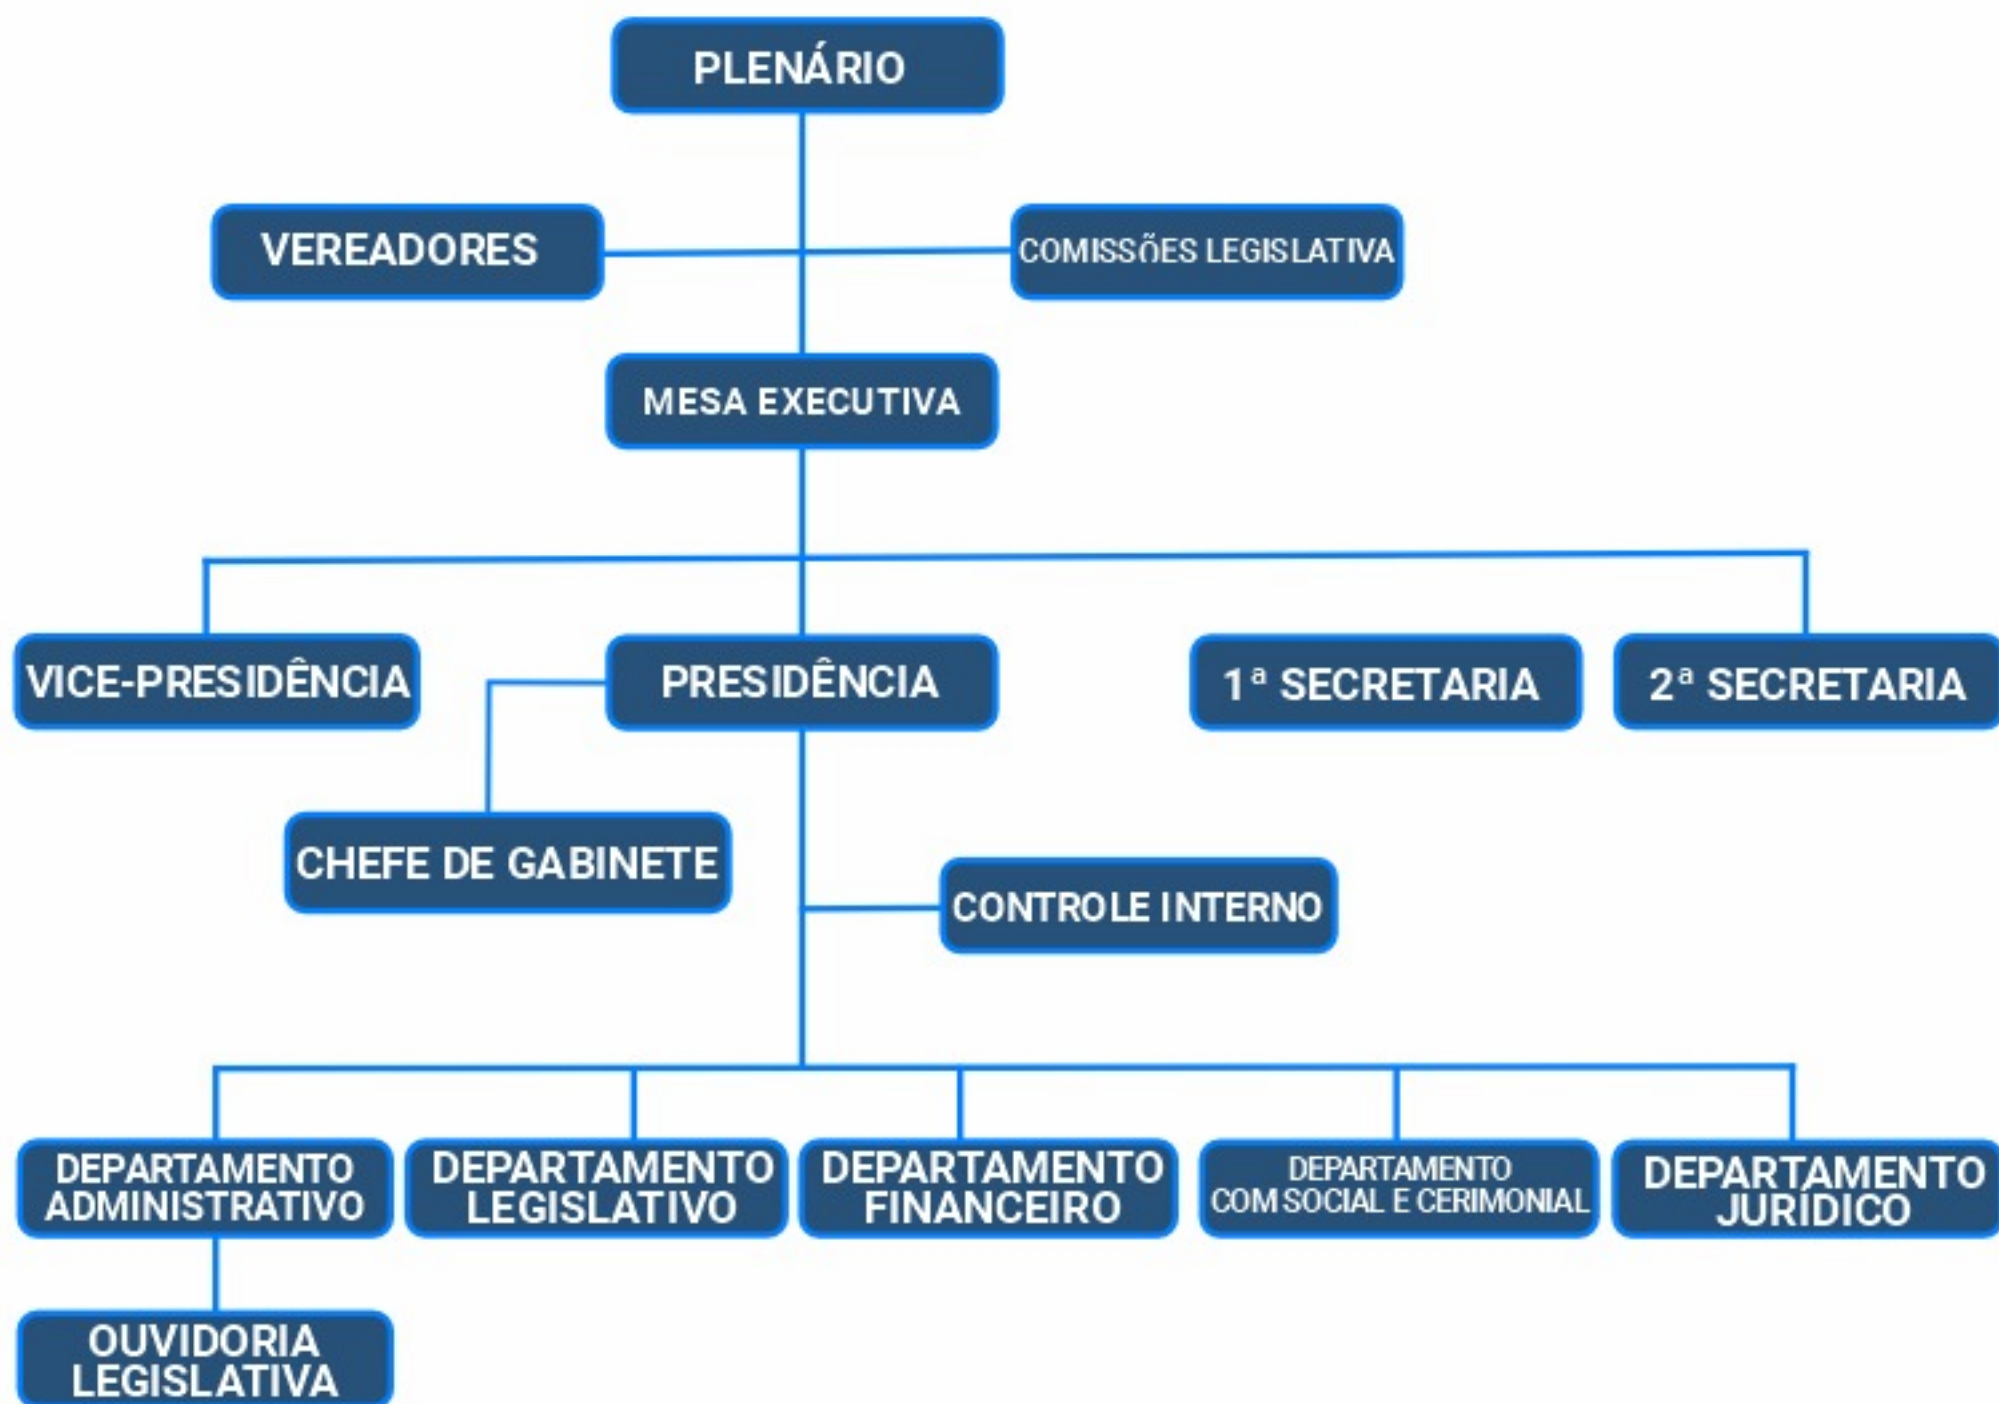 PLENÁRIO
VEREADORES
COMISSÕES LEGISLATIVA
MESA EXECUTIVA
VICE-PRESIDÊNCIA
PRESIDÊNCIA
1ª SECRETARIA
2ª SECRETARIA
CHEFE DE GABINETE
CONTROLE INTERNO
DEPARTAMENTO
ADMINISTRATIVO
DEPARTAMENTO
LEGISLATIVO
DEPARTAMENTO
FINANCEIRO
DEPARTAMENTO
COM SOCIAL E CERIMONIAL
DEPARTAMENTO
JURÍDICO
OUVIDORIA
LEGISLATIVA